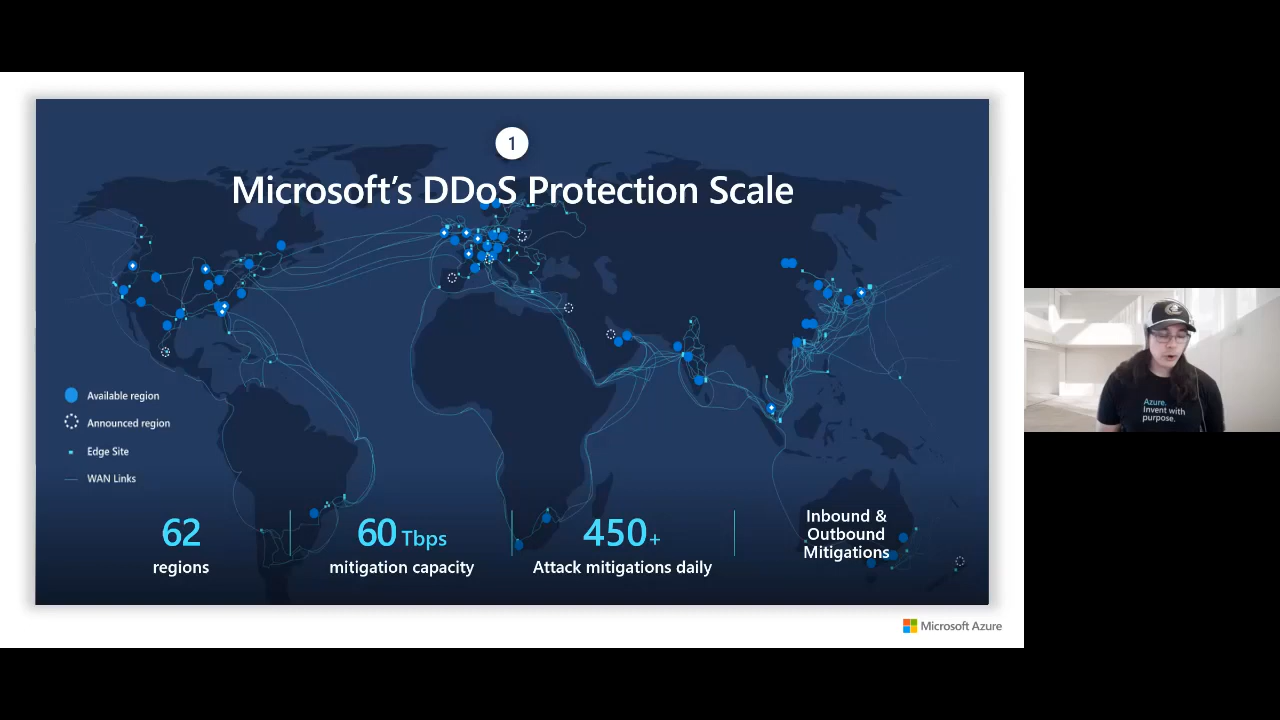 1
Microsoft's DDoS Protection Scale
Available region
Announced region
Edge Site
WAN Links
62
regions
60 Tbps
mitigation capacity
450+
Attack mitigations daily
Inbound &
Outbound
Mitigations
Microsoft Azure
Azure.
Invent with
purpose.